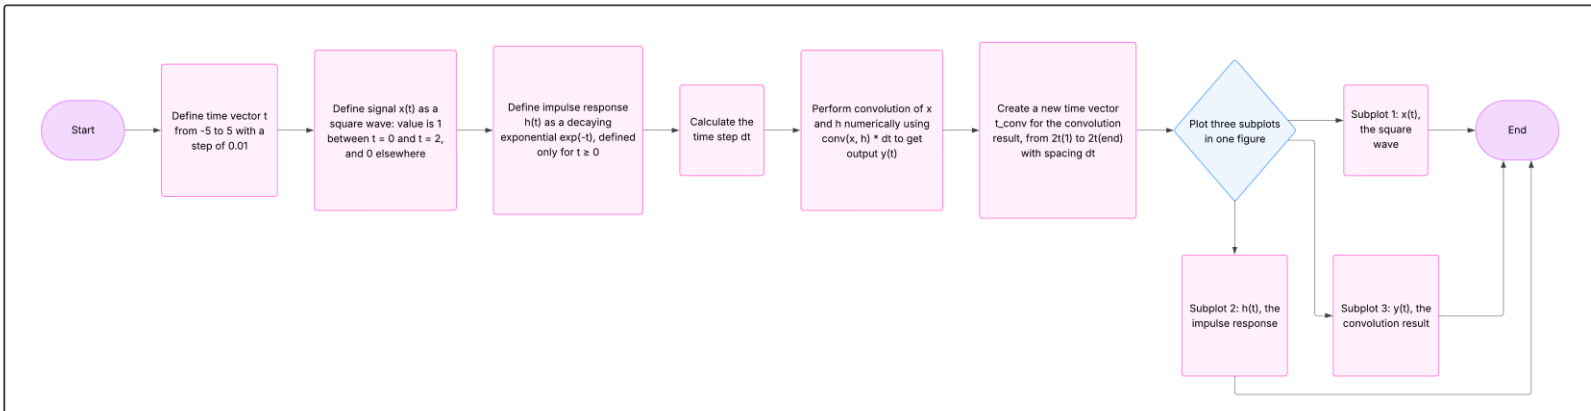 Start
Define time vector t
from -5 to 5 with a
step of 0.01
Define signal x(t) as a
square wave: value is 1
between t = 0 and t = 2,
and 0 elsewhere
Define impulse response
h(t) as a decaying
exponential exp(-t), defined
only for t ≥ 0
Calculate the
time step dt
Perform convolution of x
and h numerically using
conv(x, h) * dt to get
output y(t)
Create a new time vector
t_conv for the convolution
result, from 2t(1) to 2t(end)
with spacing dt
Plot three subplots
in one figure
Subplot 1: x(t),
the square
wave
End
Subplot 2: h(t), the
impulse response
Subplot 3: y(t), the
convolution result